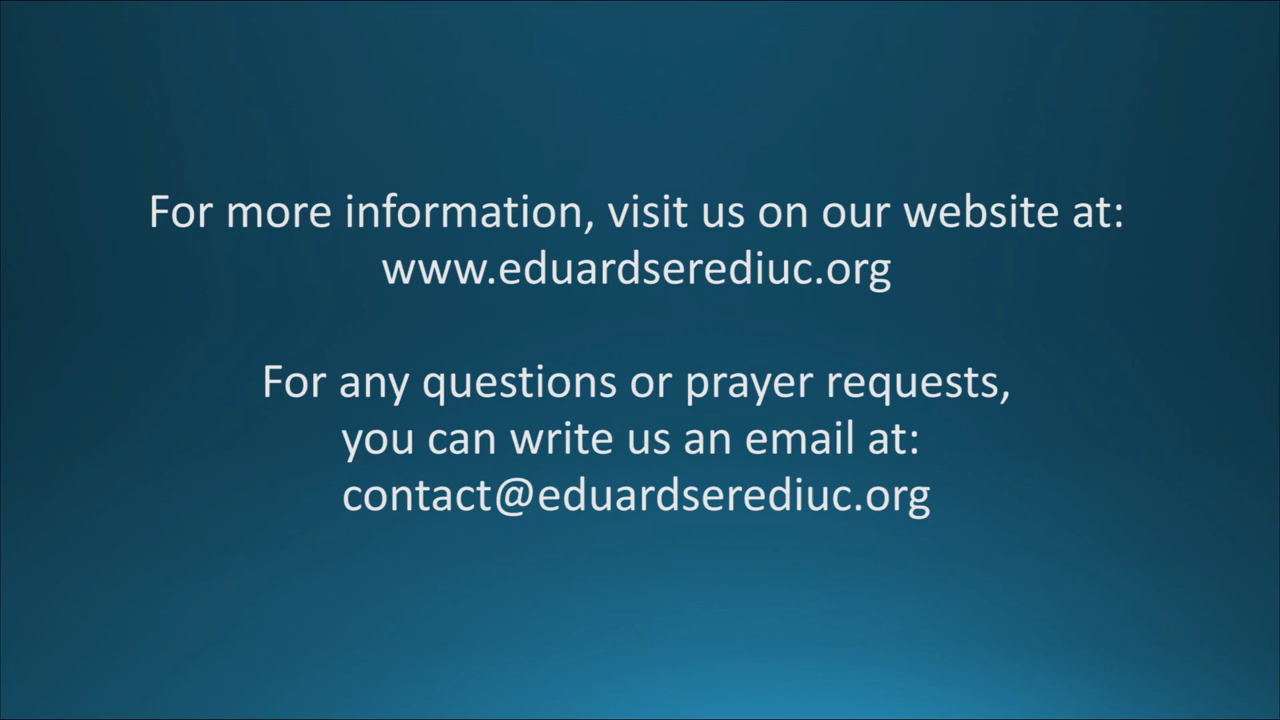 For more information, visit us on our website at:
www.eduardserediuc.org
For any questions or prayer requests,
you can write us an email at:
contact@eduardserediuc.org